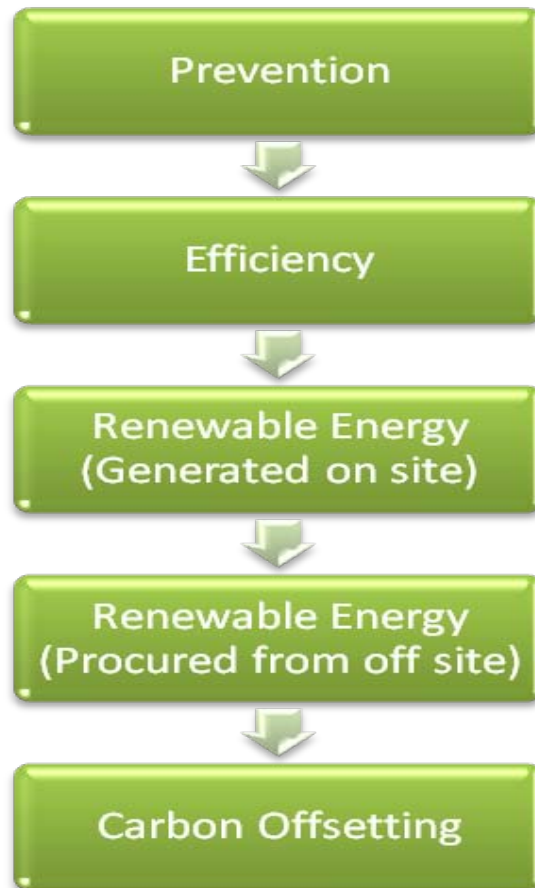 Prevention
Efficiency
Renewable Energy
(Generated on site)
Renewable Energy
(Procured from off site)
Carbon Offsetting